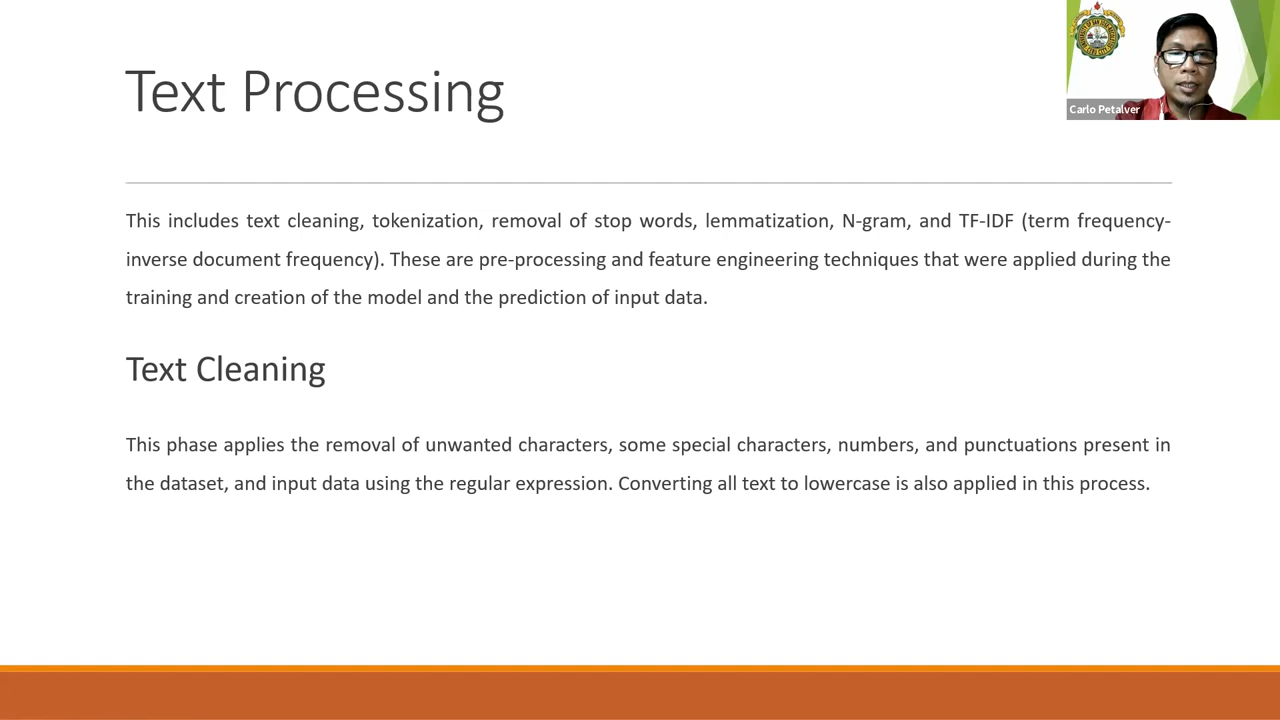 Text Processing
Carlo Petalver
This includes text cleaning, tokenization, removal of stop words, lemmatization, N-gram, and TF-IDF (term frequency-
inverse document frequency). These are pre-processing and feature engineering techniques that were applied during the
training and creation of the model and the prediction of input data.
Text Cleaning
This phase applies the removal of unwanted characters, some special characters, numbers, and punctuations present in
the dataset, and input data using the regular expression. Converting all text to lowercase is also applied in this process.